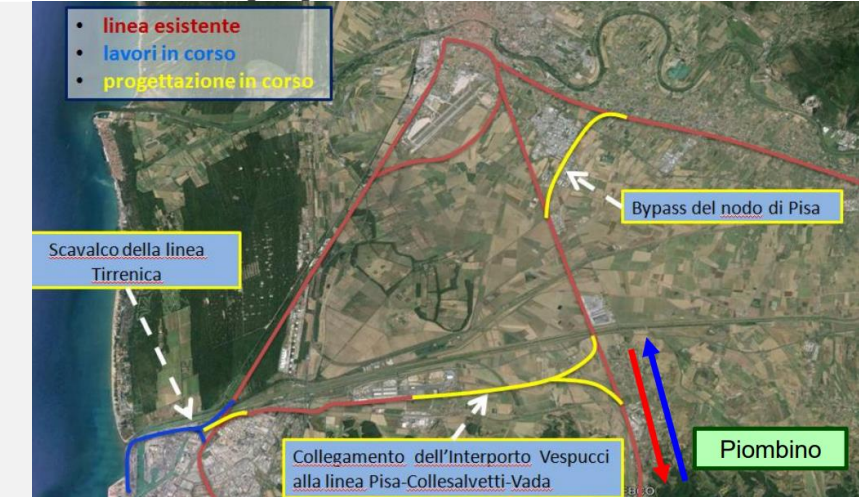 • linea esistente
• lavori in corso
• progettazione in corso
Bypass del nodo di Pisa
Scavalco della linea
Tirrenica
Collegamento dell'Interporto Vespucci
alla linea Pisa-Collesalvetti-Vada
Piombino